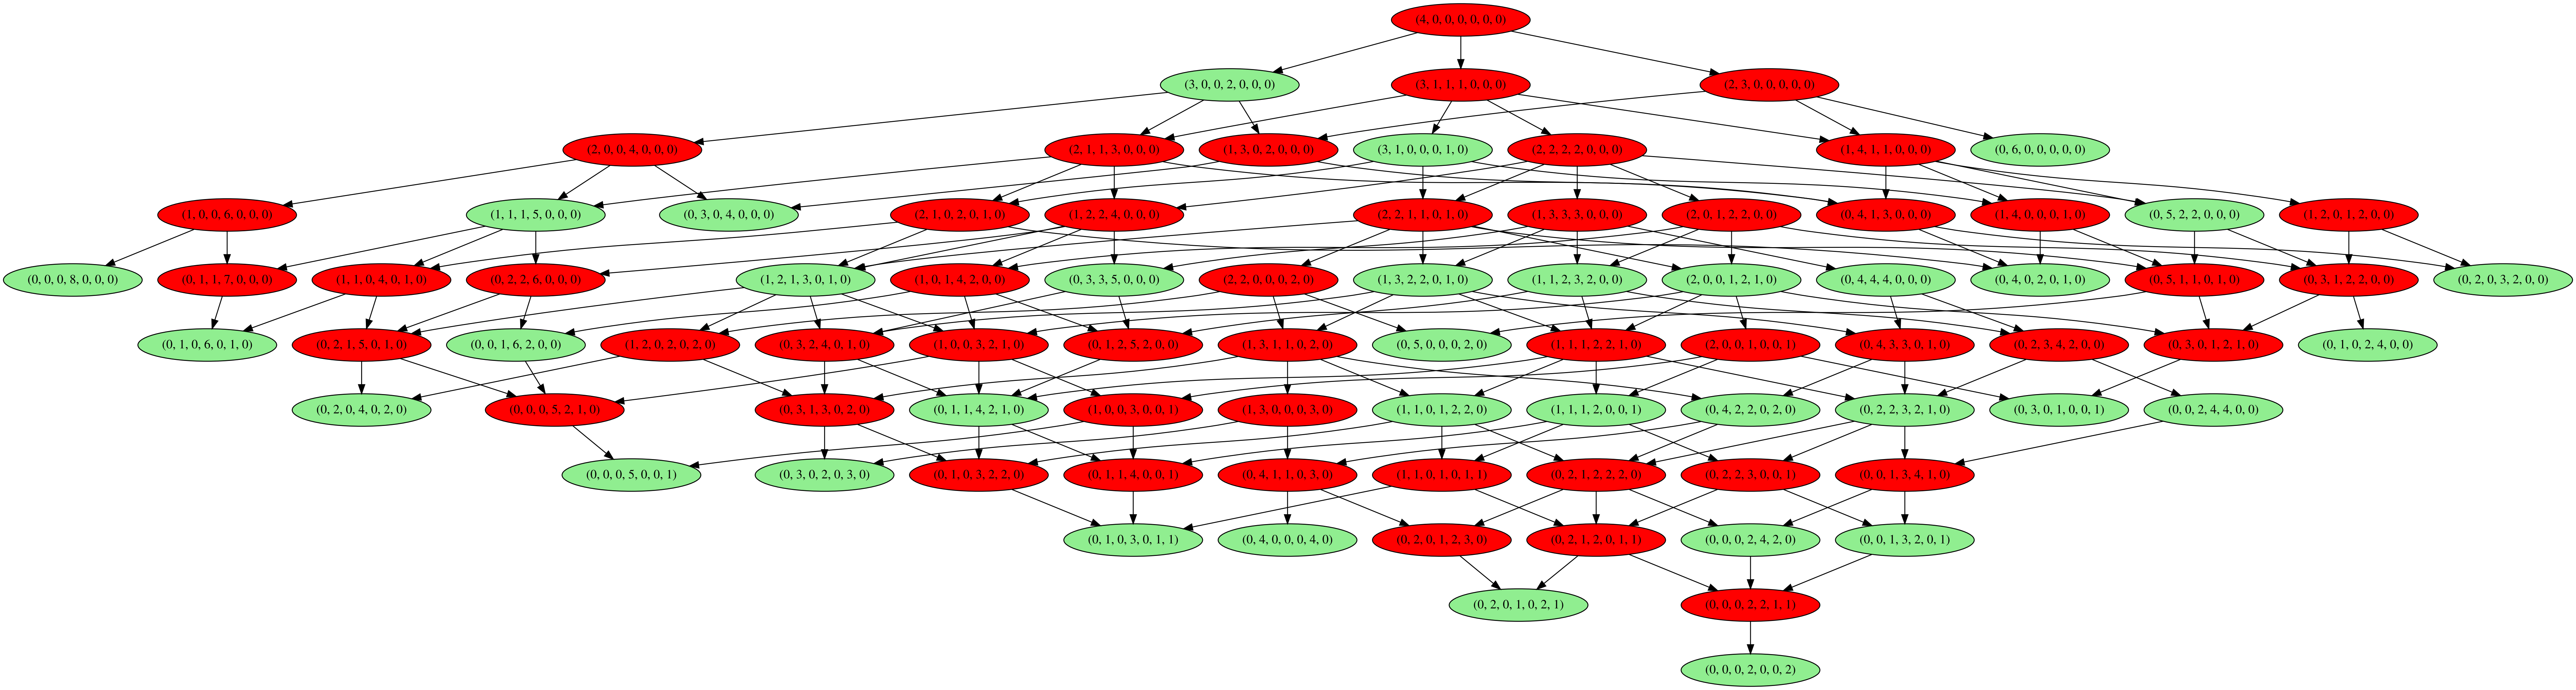 (4, 0, 0, 0, 0, 0, 0)
(3, 0, 0, 2, 0, 0, 0)
(3, 1, 1, 1, 0, 0, 0)
(2, 3, 0, 0, 0, 0, 0)
(2, 0, 0, 4, 0, 0, 0)
(2, 1, 1, 3, 0, 0, 0)
(1, 3, 0, 2, 0, 0, 0)
(3, 1, 0, 0, 0, 1, 0)
(2, 2, 2, 2, 0, 0, 0)
(1, 4, 1, 1, 0, 0, 0)
(0, 6, 0, 0, 0, 0, 0)
(1, 0, 0, 6, 0, 0, 0)
(1, 1, 1, 5, 0, 0, 0)
(0, 3, 0, 4, 0, 0, 0)
(2, 1, 0, 2, 0, 1, 0)
(1, 2, 2, 4, 0, 0, 0)
(2, 2, 1, 1, 0, 1, 0)
(1, 3, 3, 3, 0, 0, 0)
(2, 0, 1, 2, 2, 0, 0)
(0, 4, 1, 3, 0, 0, 0)
(1, 4, 0, 0, 0, 1, 0)
(0, 5, 2, 2, 0, 0, 0)
(1, 2, 0, 1, 2, 0, 0)
(0, 0, 0, 8, 0, 0, 0)
(0, 1, 1, 7, 0, 0, 0)
(1, 1, 0, 4, 0, 1, 0)
(0, 2, 2, 6, 0, 0, 0)
(1, 2, 1, 3, 0, 1, 0)
(1, 0, 1, 4, 2, 0, 0)
(0, 3, 3, 5, 0, 0, 0)
(2, 2, 0, 0, 0, 2, 0)
(1, 3, 2, 2, 0, 1, 0)
(1, 1, 2, 3, 2, 0, 0)
(2, 0, 0, 1, 2, 1, 0)
(0, 4, 4, 4, 0, 0, 0)
(0, 4, 0, 2, 0, 1, 0)
(0, 5, 1, 1, 0, 1, 0)
(0, 3, 1, 2, 2, 0, 0)
(0, 2, 0, 3, 2, 0, 0)
(0, 1, 0, 6, 0, 1, 0)
(0, 2, 1, 5, 0, 1, 0)
(0, 0, 1, 6, 2, 0, 0)
(1, 2, 0, 2, 0, 2, 0)
(0, 3, 2, 4, 0, 1, 0)
(1, 0, 0, 3, 2, 1, 0)
(0, 1, 2, 5, 2, 0, 0)
(1, 3, 1, 1, 0, 2, 0)
(0, 5, 0, 0, 0, 2, 0)
(1, 1, 1, 2, 2, 1, 0)
(2, 0, 0, 1, 0, 0, 1)
(0, 4, 3, 3, 0, 1, 0)
(0, 2, 3, 4, 2, 0, 0)
(0, 3, 0, 1, 2, 1, 0)
(0, 1, 0, 2, 4, 0, 0)
(0, 2, 0, 4, 0, 2, 0)
(0, 0, 0, 5, 2, 1, 0)
(0, 3, 1, 3, 0, 2, 0)
(0, 1, 1, 4, 2, 1, 0)
(1, 0, 0, 3, 0, 0, 1)
(1, 3, 0, 0, 0, 3, 0)
(1, 1, 0, 1, 2, 2, 0)
(1, 1, 1, 2, 0, 0, 1)
(0, 4, 2, 2, 0, 2, 0)
(0, 2, 2, 3, 2, 1, 0)
(0, 3, 0, 1, 0, 0, 1)
(0, 0, 2, 4, 4, 0, 0)
(0, 0, 0, 5, 0, 0, 1)
(0, 3, 0, 2, 0, 3, 0)
(0, 1, 0, 3, 2, 2, 0)
(0, 1, 1, 4, 0, 0, 1)
(0, 4, 1, 1, 0, 3, 0)
(1, 1, 0, 1, 0, 1, 1)
(0, 2, 1, 2, 2, 2, 0)
(0, 2, 2, 3, 0, 0, 1)
(0, 0, 1, 3, 4, 1, 0)
(0, 1, 0, 3, 0, 1, 1)
(0, 4, 0, 0, 0, 4, 0)
(0, 2, 0, 1, 2, 3, 0)
(0, 2, 1, 2, 0, 1, 1)
(0, 0, 0, 2, 4, 2, 0)
(0, 0, 1, 3, 2, 0, 1)
(0, 2, 0, 1, 0, 2, 1)
(0, 0, 0, 2, 2, 1, 1)
(0, 0, 0, 2, 0, 0, 2)